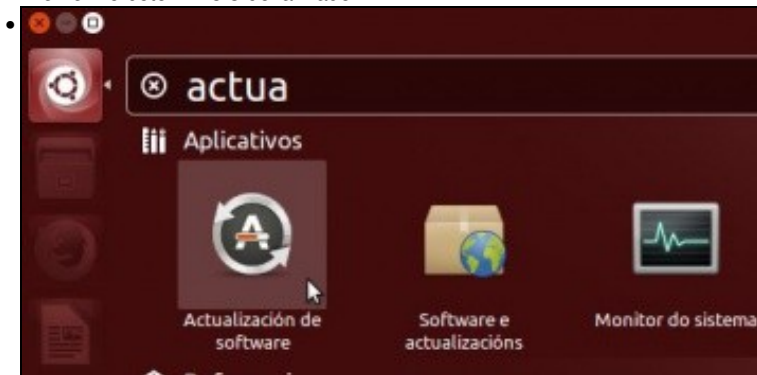 actua
Aplicativos
Actualización de
software
Software e
actualizacións
Monitor do sistema